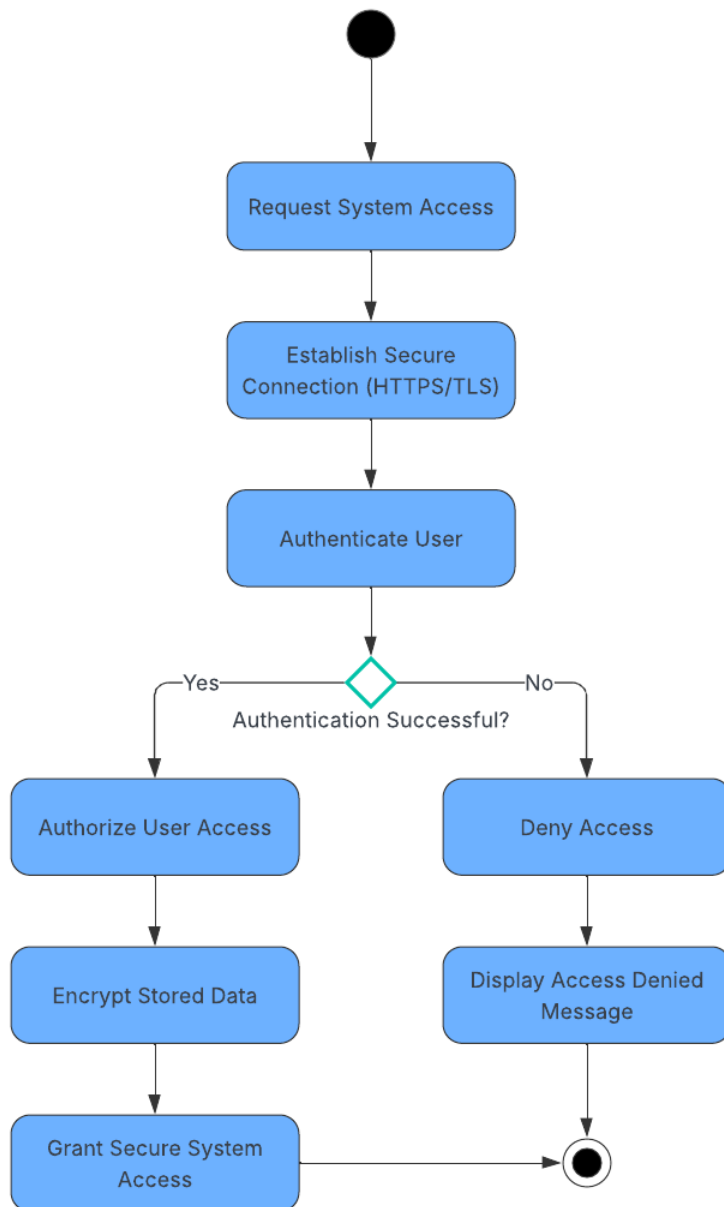 Request System Access
Establish Secure
Connection (HTTPS/TLS)
Authenticate User
Yes
No
Authentication Successful?
Authorize User Access
Deny Access
Encrypt Stored Data
Display Access Denied
Message
Grant Secure System
Access